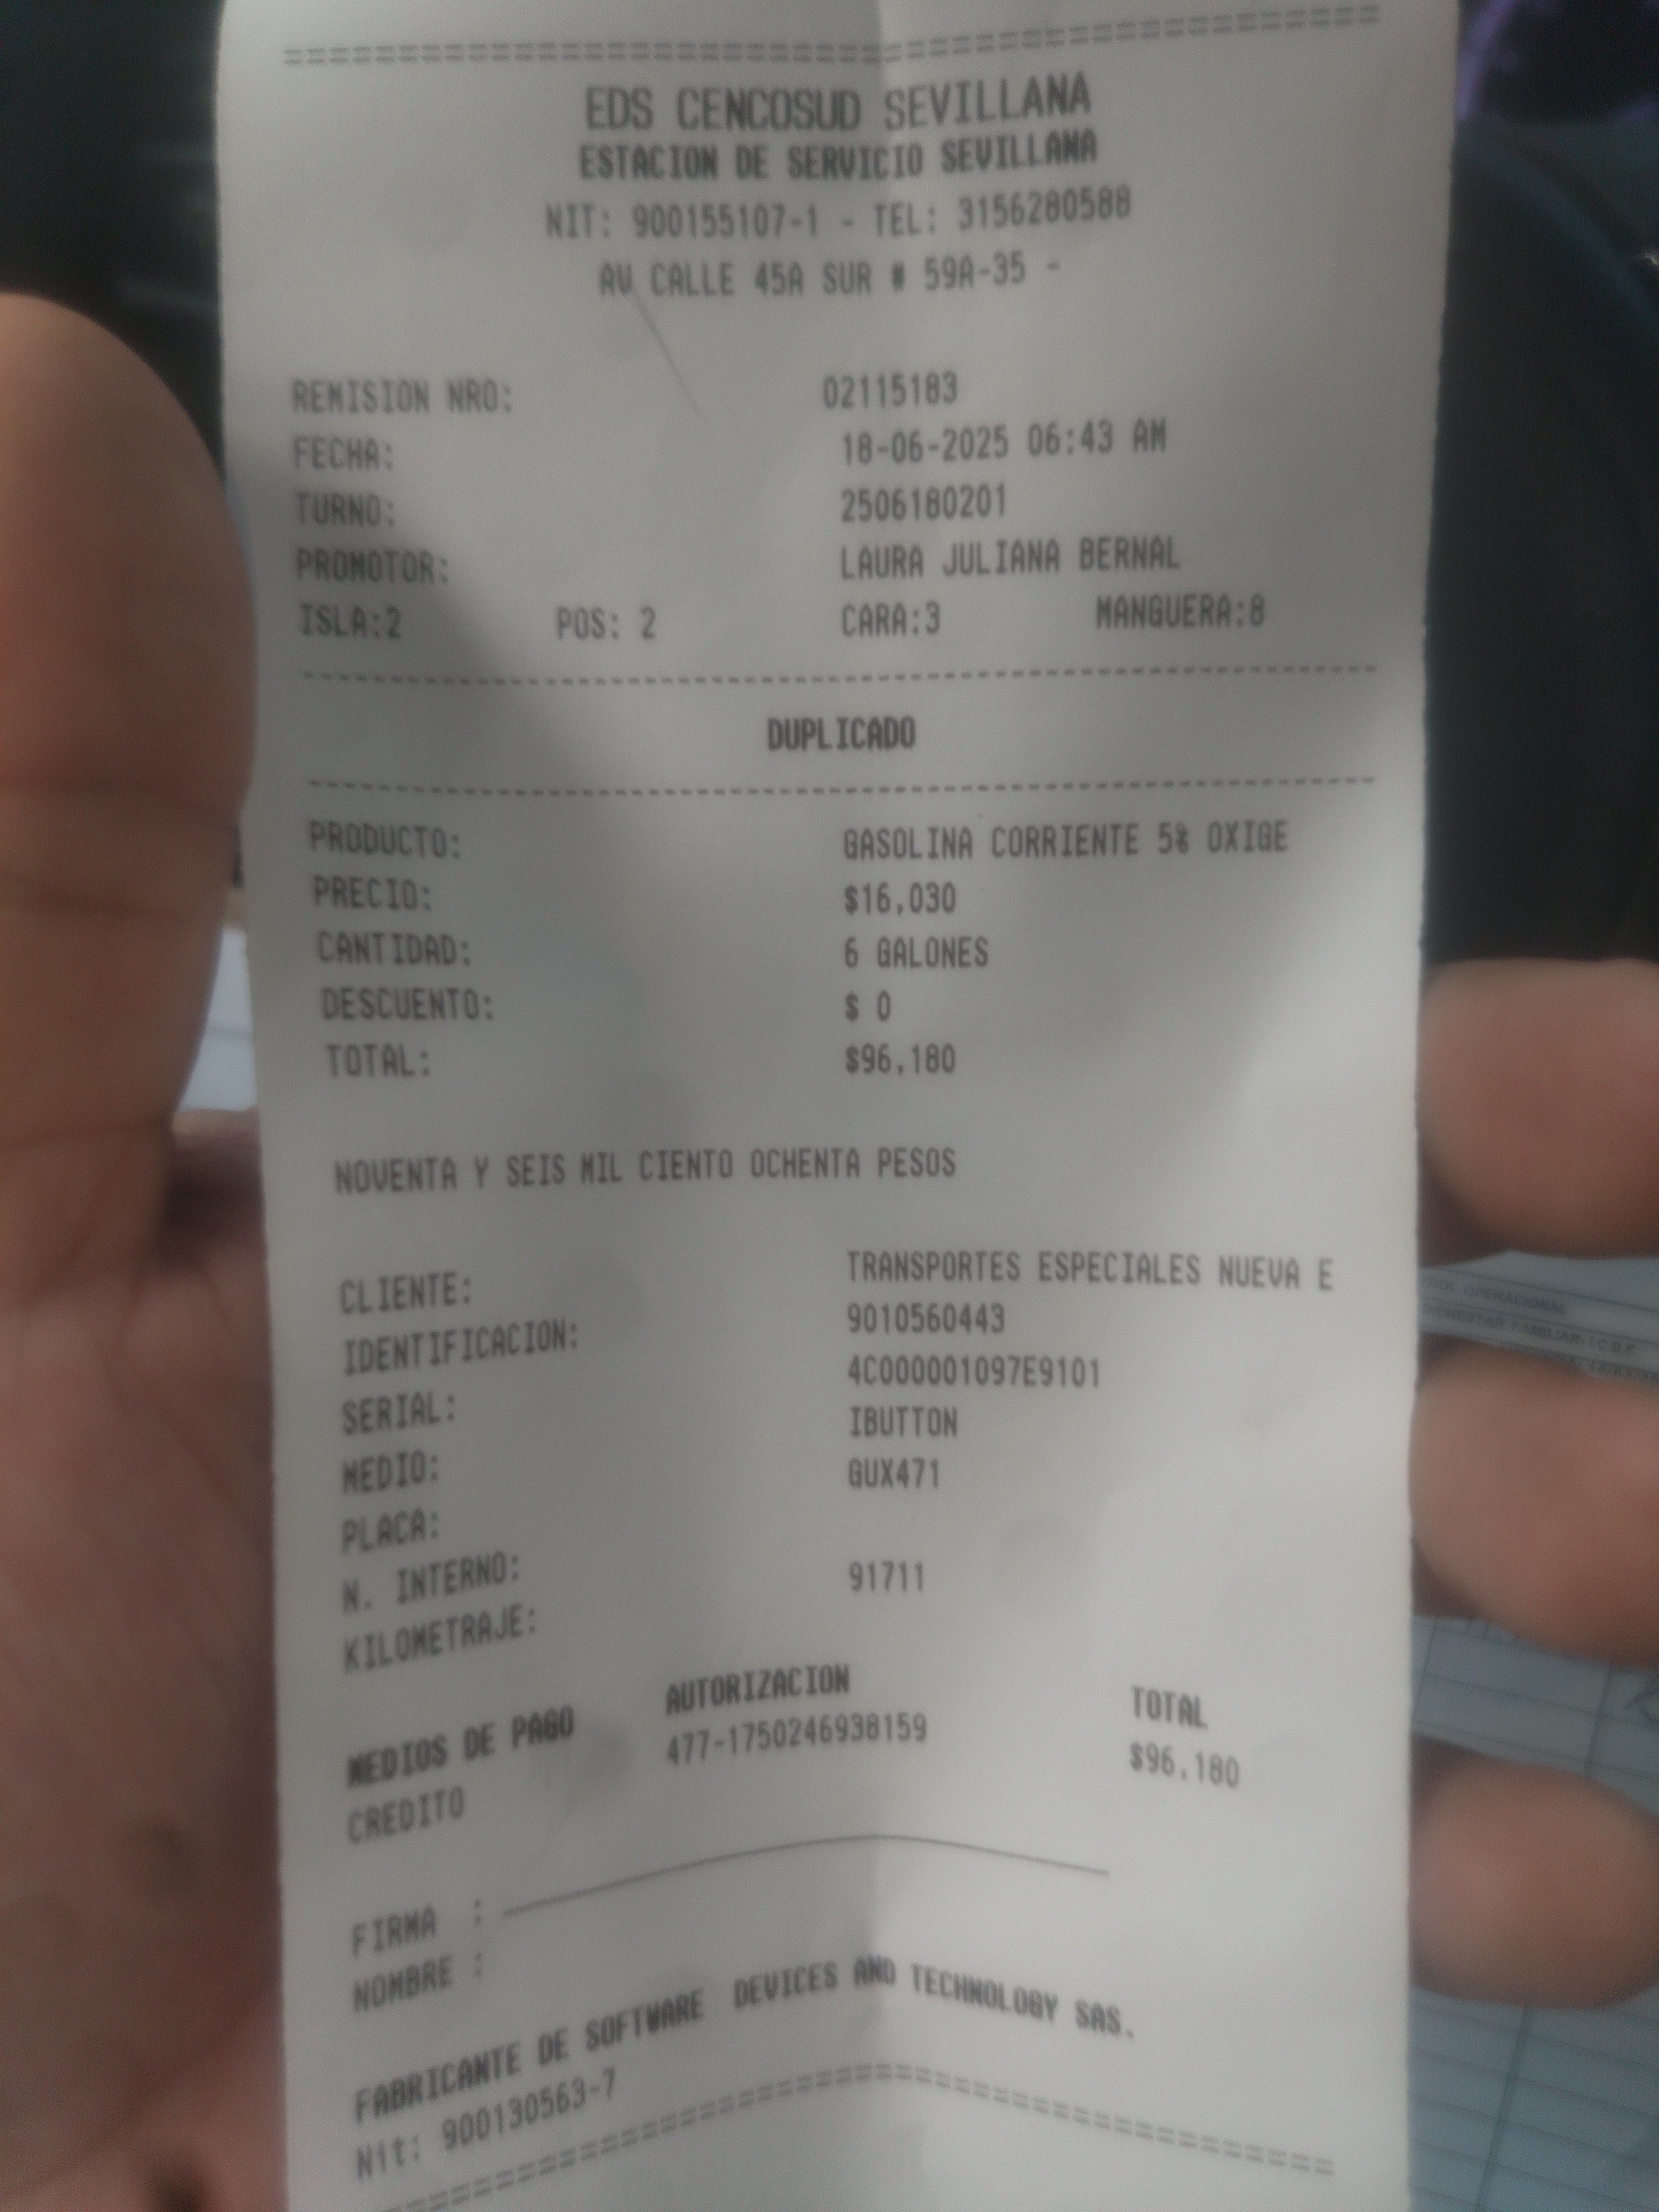 ================================================
EDS CENCOSUD SEVILLANA
ESTACION DE SERVICIO SEVILLANA
NIT: 900155107-1 - TEL: 3156280588
AV CALLE 45A SUR # 59A-35 -
REMISION NRO: 02115183
FECHA: 18-06-2025 06:43 AM
TURNO: 2506180201
PROMOTOR: LAURA JULIANA BERNAL
ISLA:2 POS: 2 CARA:3 MANGUERA:8
DUPLICADO
PRODUCTO: GASOLINA CORRIENTE 5% OXIGE
PRECIO: $16,030
CANTIDAD: 6 GALONES
DESCUENTO: $ 0
TOTAL: $96,180
NOVENTA Y SEIS MIL CIENTO OCHENTA PESOS
CLIENTE: TRANSPORTES ESPECIALES NUEVA E
IDENTIFICACION: 9010560443
SERIAL: 4C000001097E9101
MEDIO: IBUTTON
PLACA: GUX471
N. INTERNO:
KILOMETRAJE: 91711
MEDIOS DE PAGO AUTORIZACION TOTAL
CREDITO 477-1750246938159 $96,180
FIRMA :
NOMBRE :
FABRICANTE DE SOFTWARE DEVICES AND TECHNOLOGY SAS.
Nit: 900130563-7
================================================
TROL OPERACIONAL
BIENESTAR FAMILIAR-I.C.B.F.